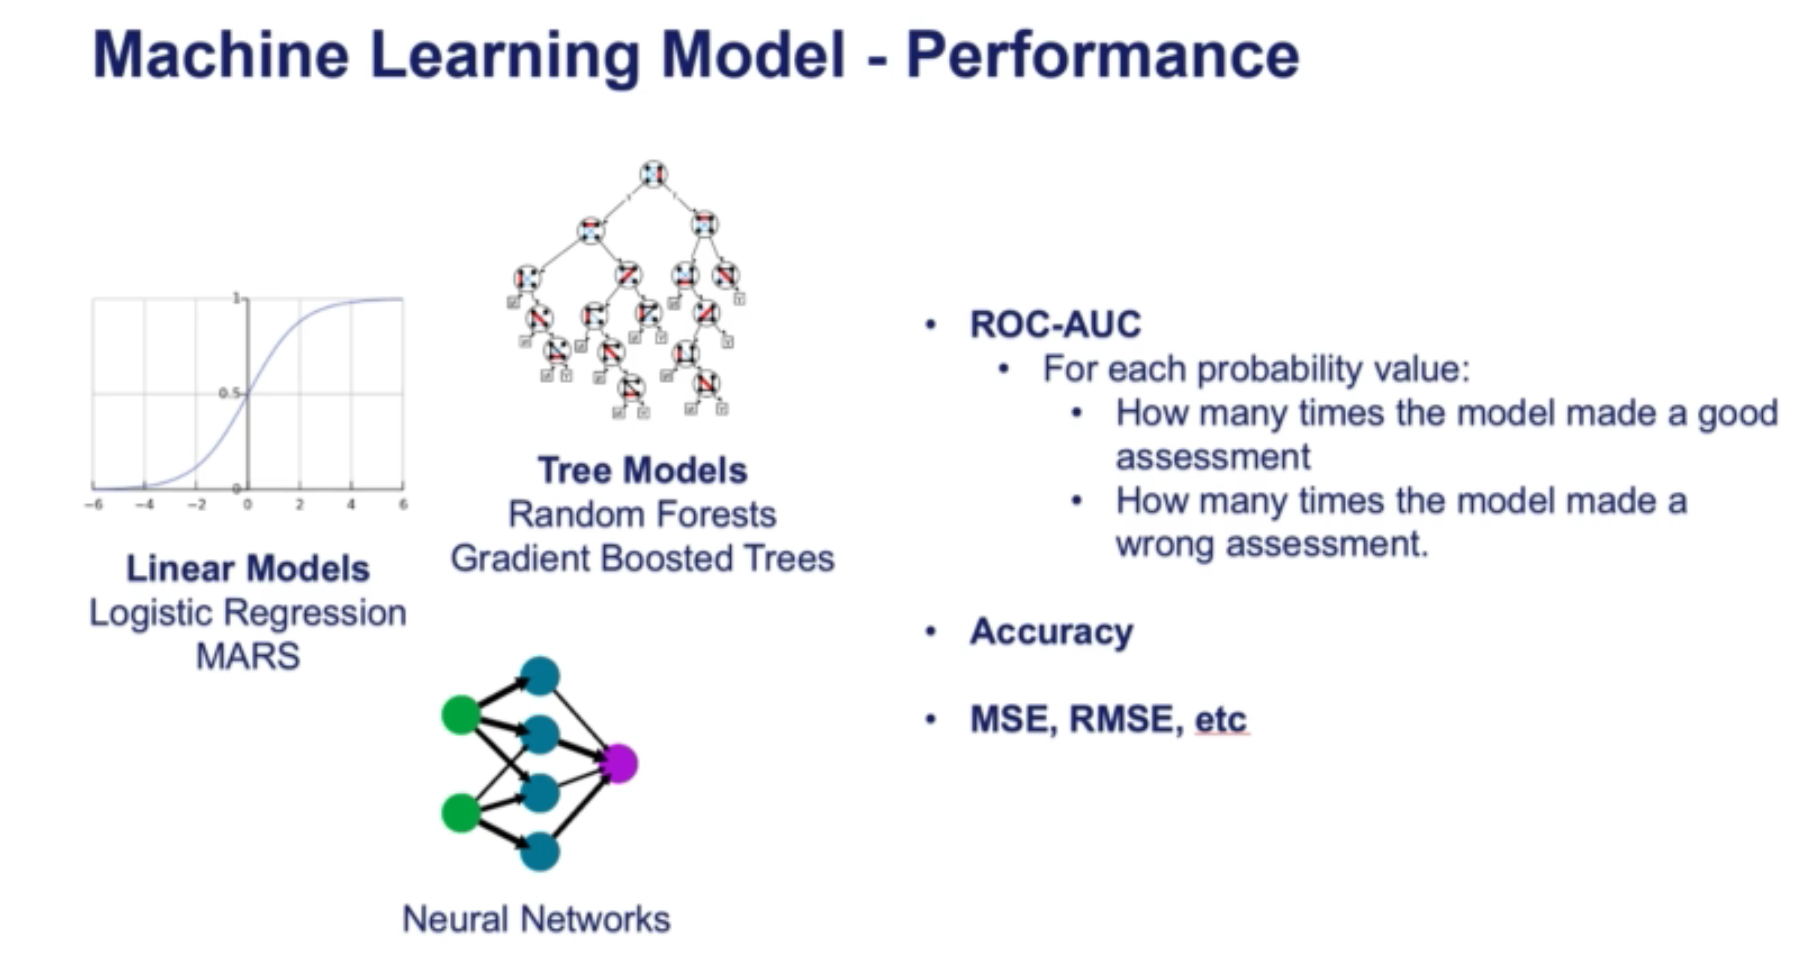 Machine Learning Model - Performance
1
0.5
0
−6 −4 −2 0 2 4 6
Linear Models
Logistic Regression
MARS
Tree Models
Random Forests
Gradient Boosted Trees
Neural Networks
• ROC-AUC
• For each probability value:
• How many times the model made a good
assessment
• How many times the model made a
wrong assessment.
• Accuracy
• MSE, RMSE, etc